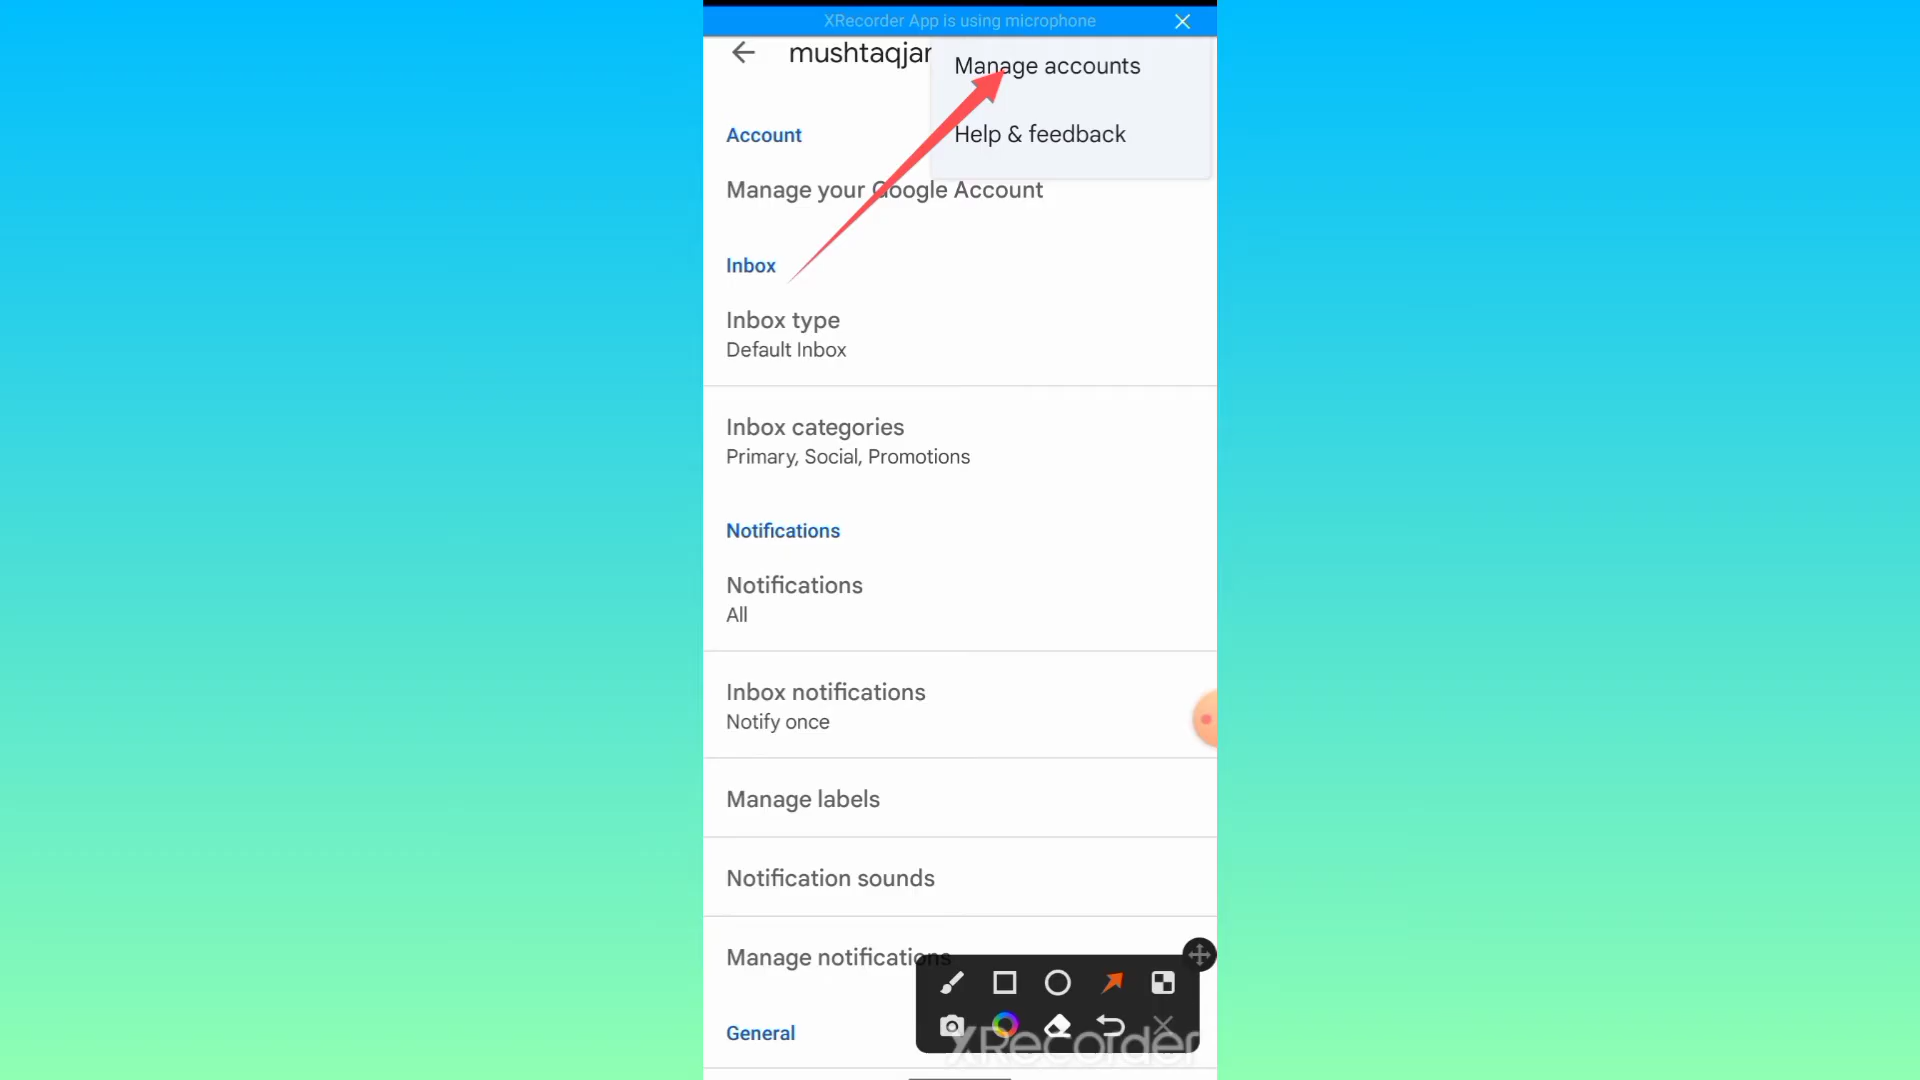 XRecorder App is using microphone
mushtaqjar
Manage accounts
Help & feedback
Account
Manage your Google Account
Inbox
Inbox type
Default Inbox
Inbox categories
Primary, Social, Promotions
Notifications
Notifications
All
Inbox notifications
Notify once
Manage labels
Notification sounds
Manage notifications
General
XRecorder